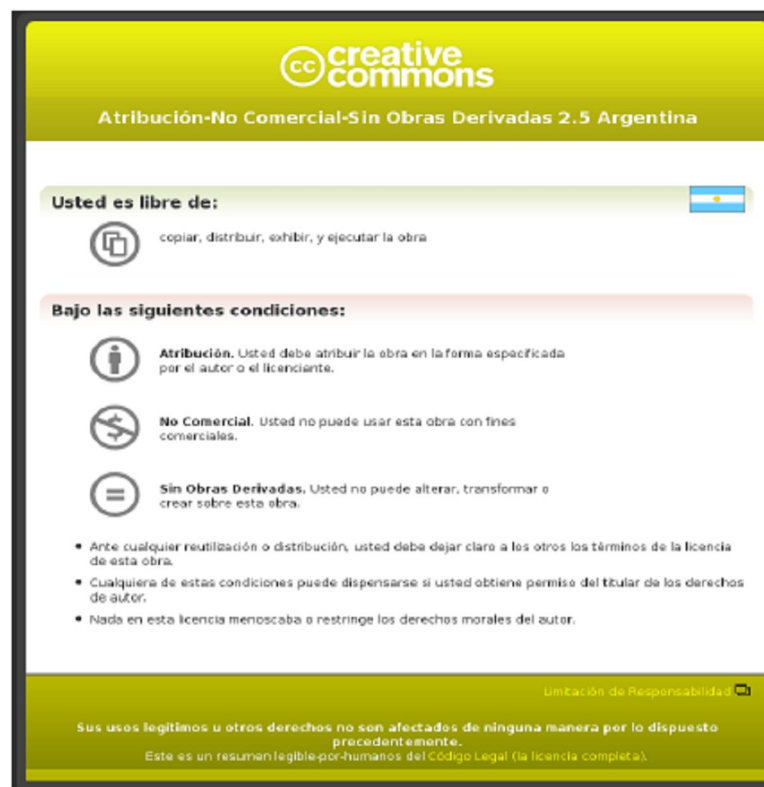 cc creative
commons
Atribución-No Comercial-Sin Obras Derivadas 2.5 Argentina
Usted es libre de:
copiar, distribuir, exhibir, y ejecutar la obra
Bajo las siguientes condiciones:
Atribución. Usted debe atribuir la obra en la forma especificada
por el autor o el licenciante.
No Comercial. Usted no puede usar esta obra con fines
comerciales.
Sin Obras Derivadas. Usted no puede alterar, transformar o
crear sobre esta obra.
• Ante cualquier reutilización o distribución, usted debe dejar claro a los otros los términos de la licencia
de esta obra.
• Cualquiera de estas condiciones puede dispensarse si usted obtiene permiso del titular de los derechos
de autor.
• Nada en esta licencia menoscaba o restringe los derechos morales del autor.
Limitación de Responsabilidad
Sus usos legítimos u otros derechos no son afectados de ninguna manera por lo dispuesto
precedentemente.
Este es un resumen legible-por-humanos del Código Legal (la licencia completa).